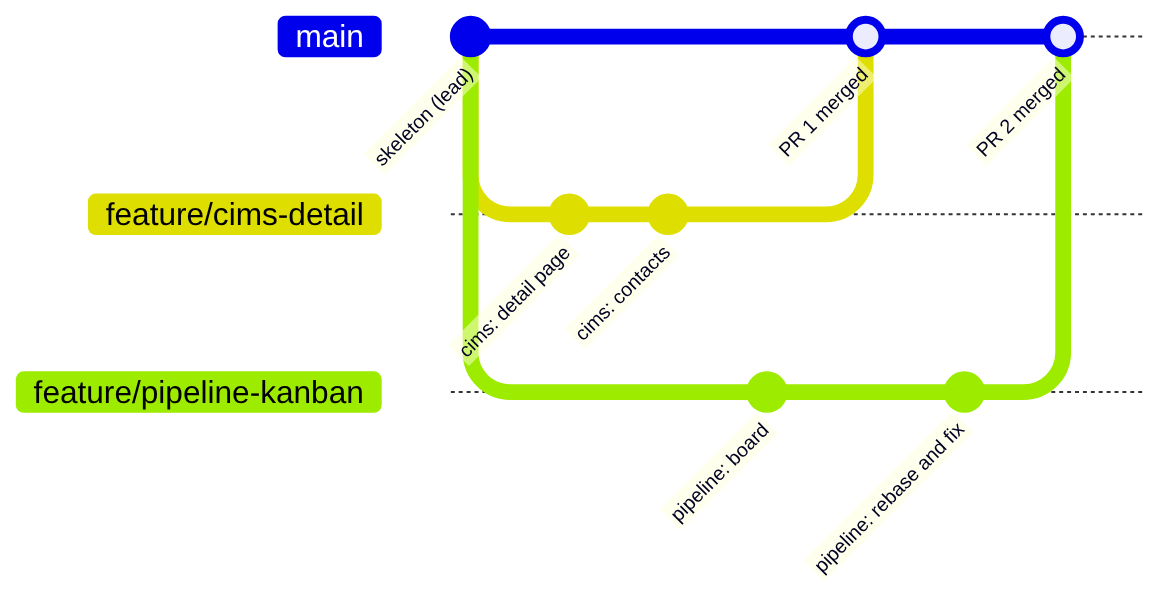 main
skeleton (lead)
PR 1 merged
PR 2 merged
feature/cims-detail
cims: detail page
cims: contacts
feature/pipeline-kanban
pipeline: board
pipeline: rebase and fix